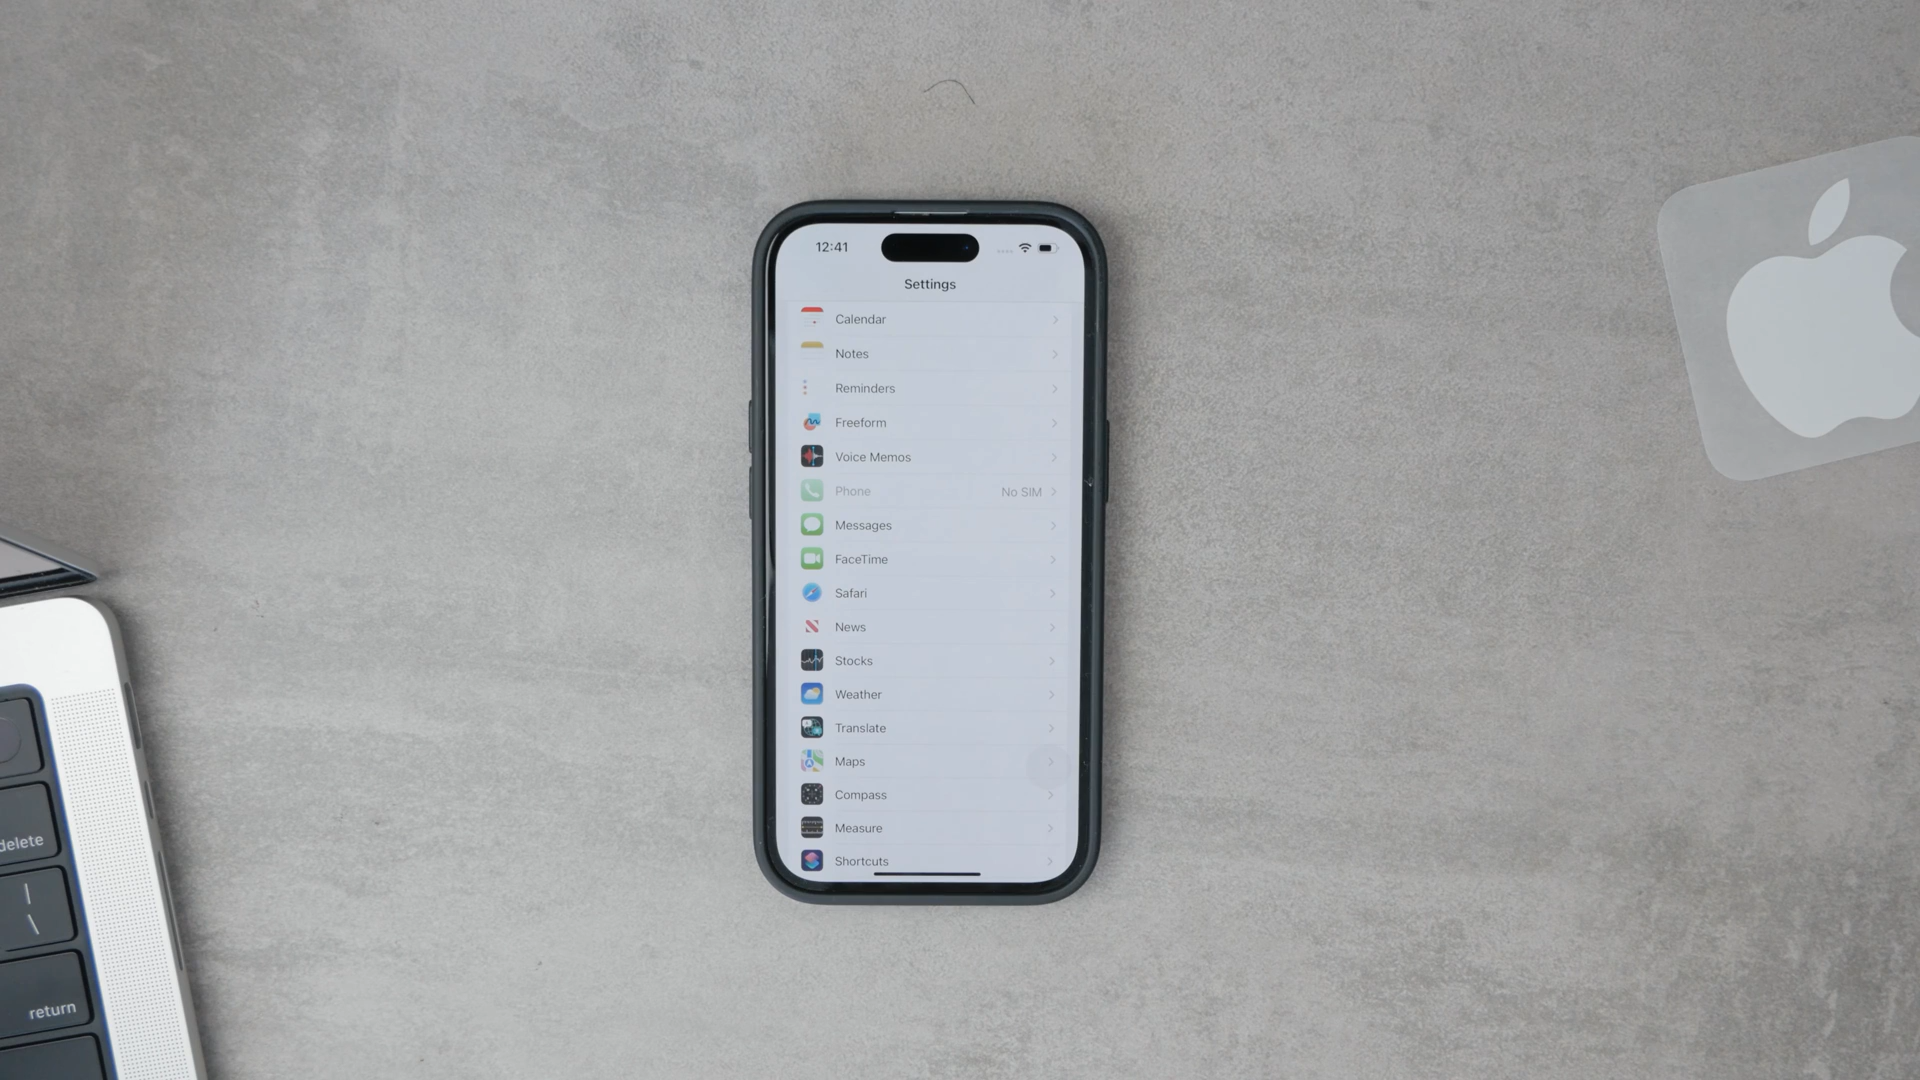 12:41
Settings
Calendar
Notes
Reminders
Freeform
Voice Memos
Phone No SIM
Messages
FaceTime
Safari
News
Stocks
Weather
Translate
Maps
Compass
Measure
Shortcuts
delete
|
\
return